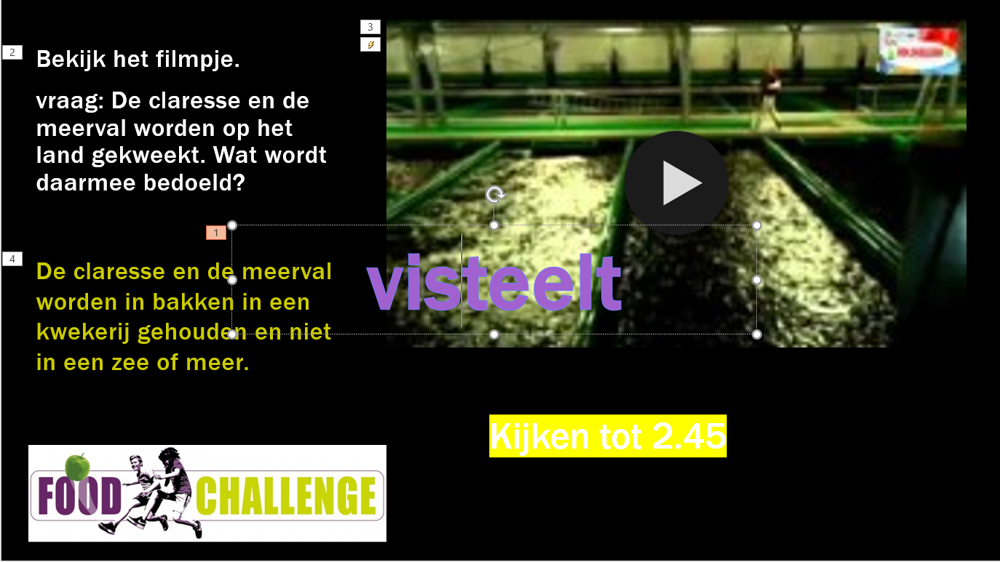 2
Bekijk het filmpje.
vraag: De claresse en de
meerval worden op het
land gekweekt. Wat wordt
daarmee bedoeld?
3
1
visteelt
4
De claresse en de meerval
worden in bakken in een
kwekerij gehouden en niet
in een zee of meer.
Kijken tot 2.45
FOOD CHALLENGE